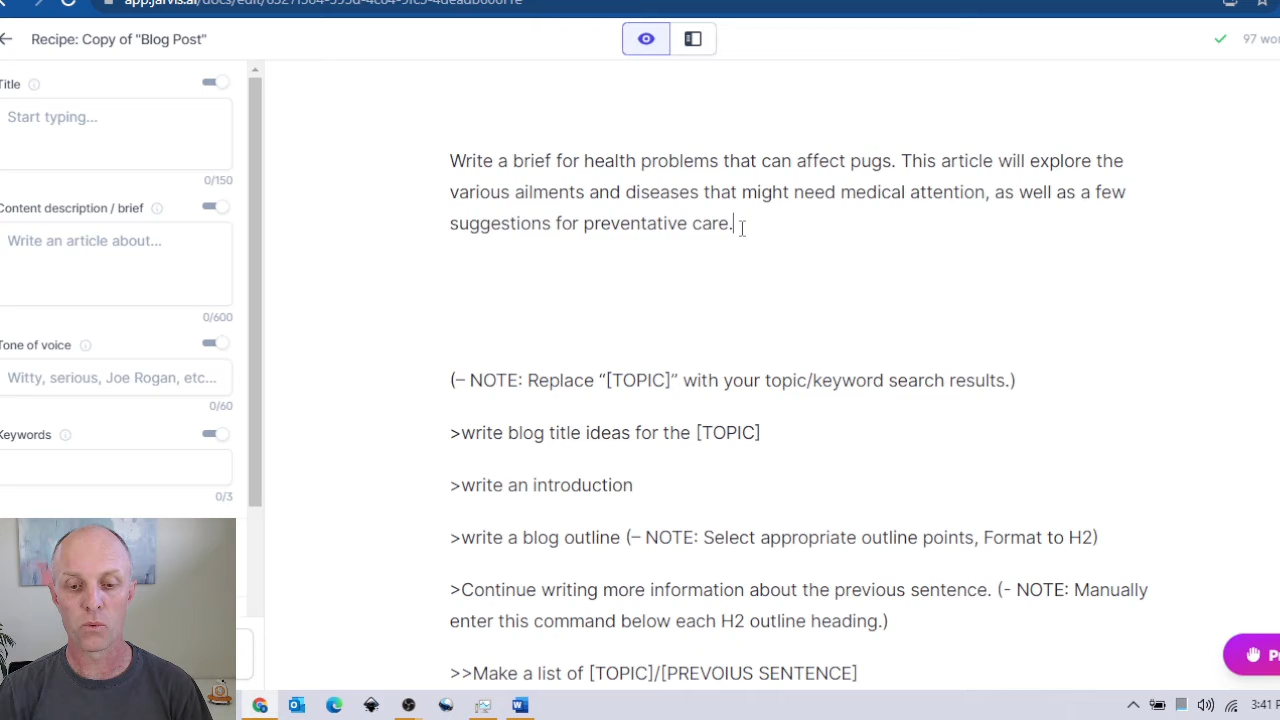 Recipe: Copy of "Blog Post"
Title
Start typing...
0/150
Content description / brief
Write an article about...
0/600
Tone of voice
Witty, serious, Joe Rogan, etc...
0/60
Keywords
0/3
97 wor
Write a brief for health problems that can affect pugs. This article will explore the
various ailments and diseases that might need medical attention, as well as a few
suggestions for preventative care.
(– NOTE: Replace “[TOPIC]” with your topic/keyword search results.)
>write blog title ideas for the [TOPIC]
>write an introduction
>write a blog outline (– NOTE: Select appropriate outline points, Format to H2)
>Continue writing more information about the previous sentence. (- NOTE: Manually
enter this command below each H2 outline heading.)
>>Make a list of [TOPIC]/[PREVOIUS SENTENCE]
3:41 P